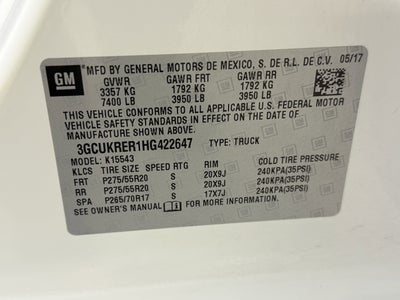 GM
MFD BY GENERAL MOTORS DE MEXICO, S. DE R.L. DE C.V. 05/17
GVWR GAWR FRT GAWR RR
3357 KG 1792 KG 1792 KG
7400 LB 3950 LB 3950 LB
THIS VEHICLE CONFORMS TO ALL APPLICABLE U.S. FEDERAL MOTOR
VEHICLE SAFETY STANDARDS IN EFFECT ON THE DATE OF
MANUFACTURE SHOWN ABOVE.
3GCUKRER1HG422647 TYPE: TRUCK
MODEL: K15543
KLCS TIRE SIZE SPEED RTG RIM COLD TIRE PRESSURE
FRT P275/55R20 S 20X9J 240KPA(35PSI)
RR P275/55R20 S 20X9J 240KPA(35PSI)
SPA P265/70R17 S 17X7J 240KPA(35PSI)
SEE OWNER'S MANUAL FOR MORE INFORMATION.